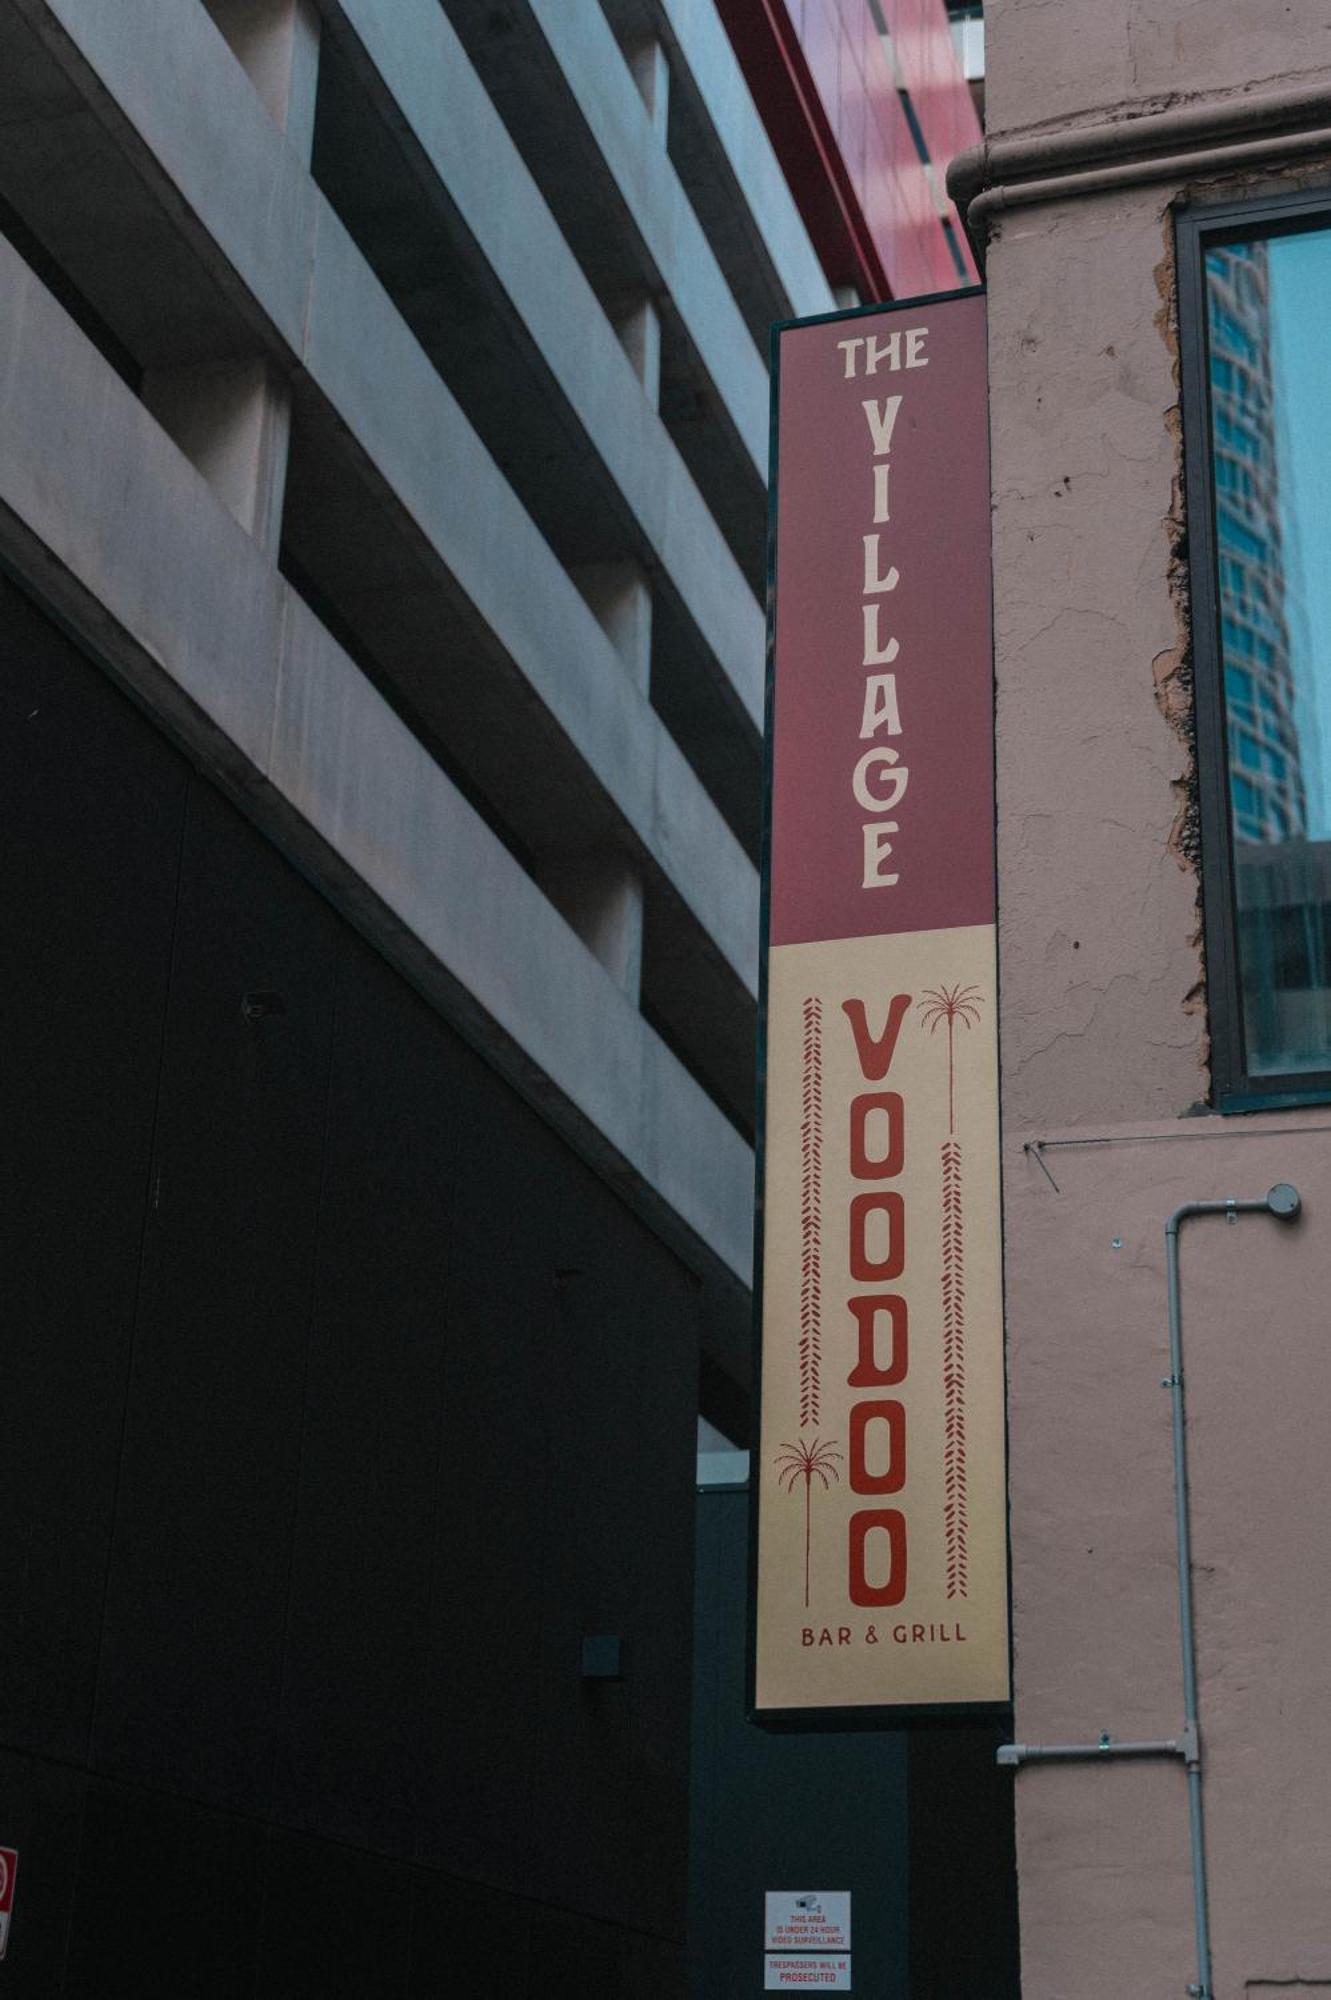 THE
VILLAGE
VOODOO
BAR & GRILL
THIS AREA
IS UNDER 24 HOUR
VIDEO SURVEILLANCE
TRESPASSERS WILL BE
PROSECUTED